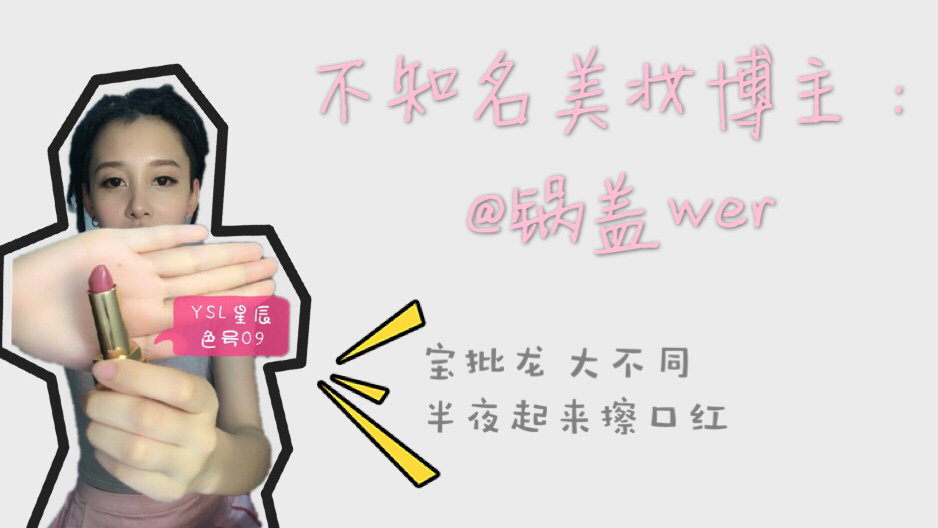 不知名美妆博主：
@锅盖wer
YSL星辰
色号09
宝批龙 大不同
半夜起来擦口红